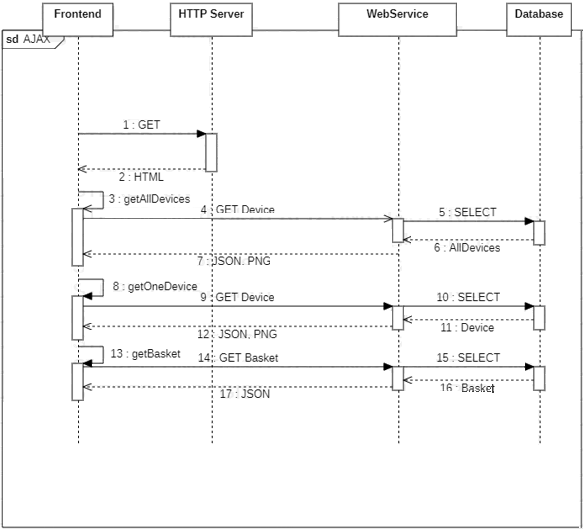 Frontend
HTTP Server
WebService
Database
sd AJAX
1 : GET
2 : HTML
3 : getAllDevices
4 : GET Device
5 : SELECT
6 : AllDevices
7 : JSON, PNG
8 : getOneDevice
9 : GET Device
10 : SELECT
11 : Device
12 : JSON, PNG
13 : getBasket
14 : GET Basket
15 : SELECT
16 : Basket
17 : JSON